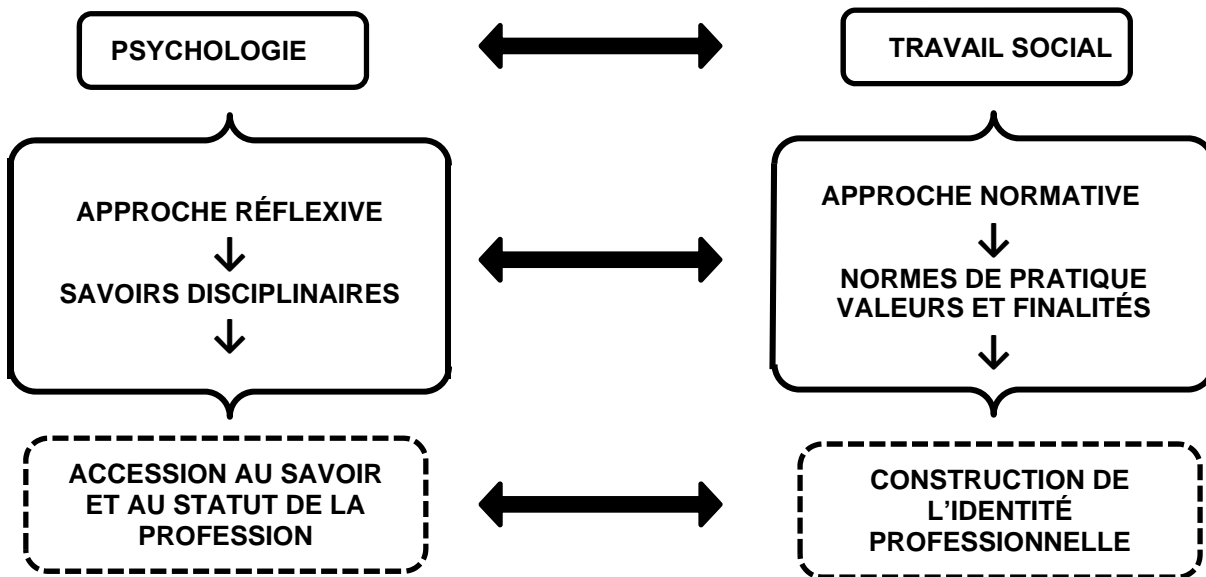 PSYCHOLOGIE
TRAVAIL SOCIAL
APPROCHE RÉFLEXIVE
SAVOIRS DISCIPLINAIRES
APPROCHE NORMATIVE
NORMES DE PRATIQUE
VALEURS ET FINALITÉS
ACCESSION AU SAVOIR
ET AU STATUT DE LA
PROFESSION
CONSTRUCTION DE
L'IDENTITÉ
PROFESSIONNELLE